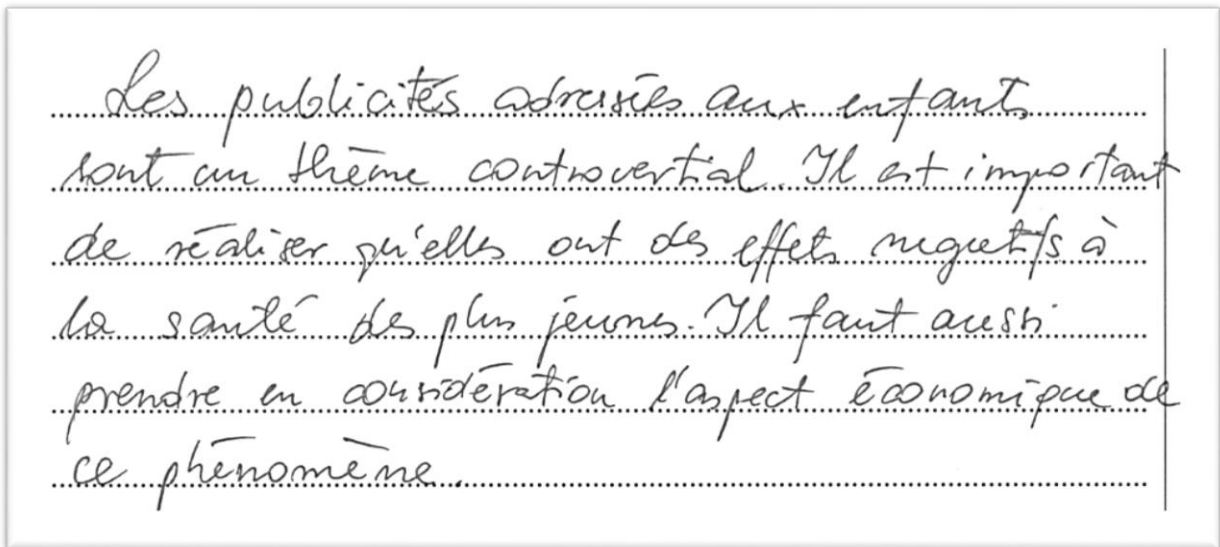 Les publicités adressées aux enfants
sont un thème controvertial. Il est important
de réaliser qu'elles ont des effets negatifs à
la santé des plus jeunes. Il faut aussi
prendre en considération l'aspect économique de
ce phénomène.